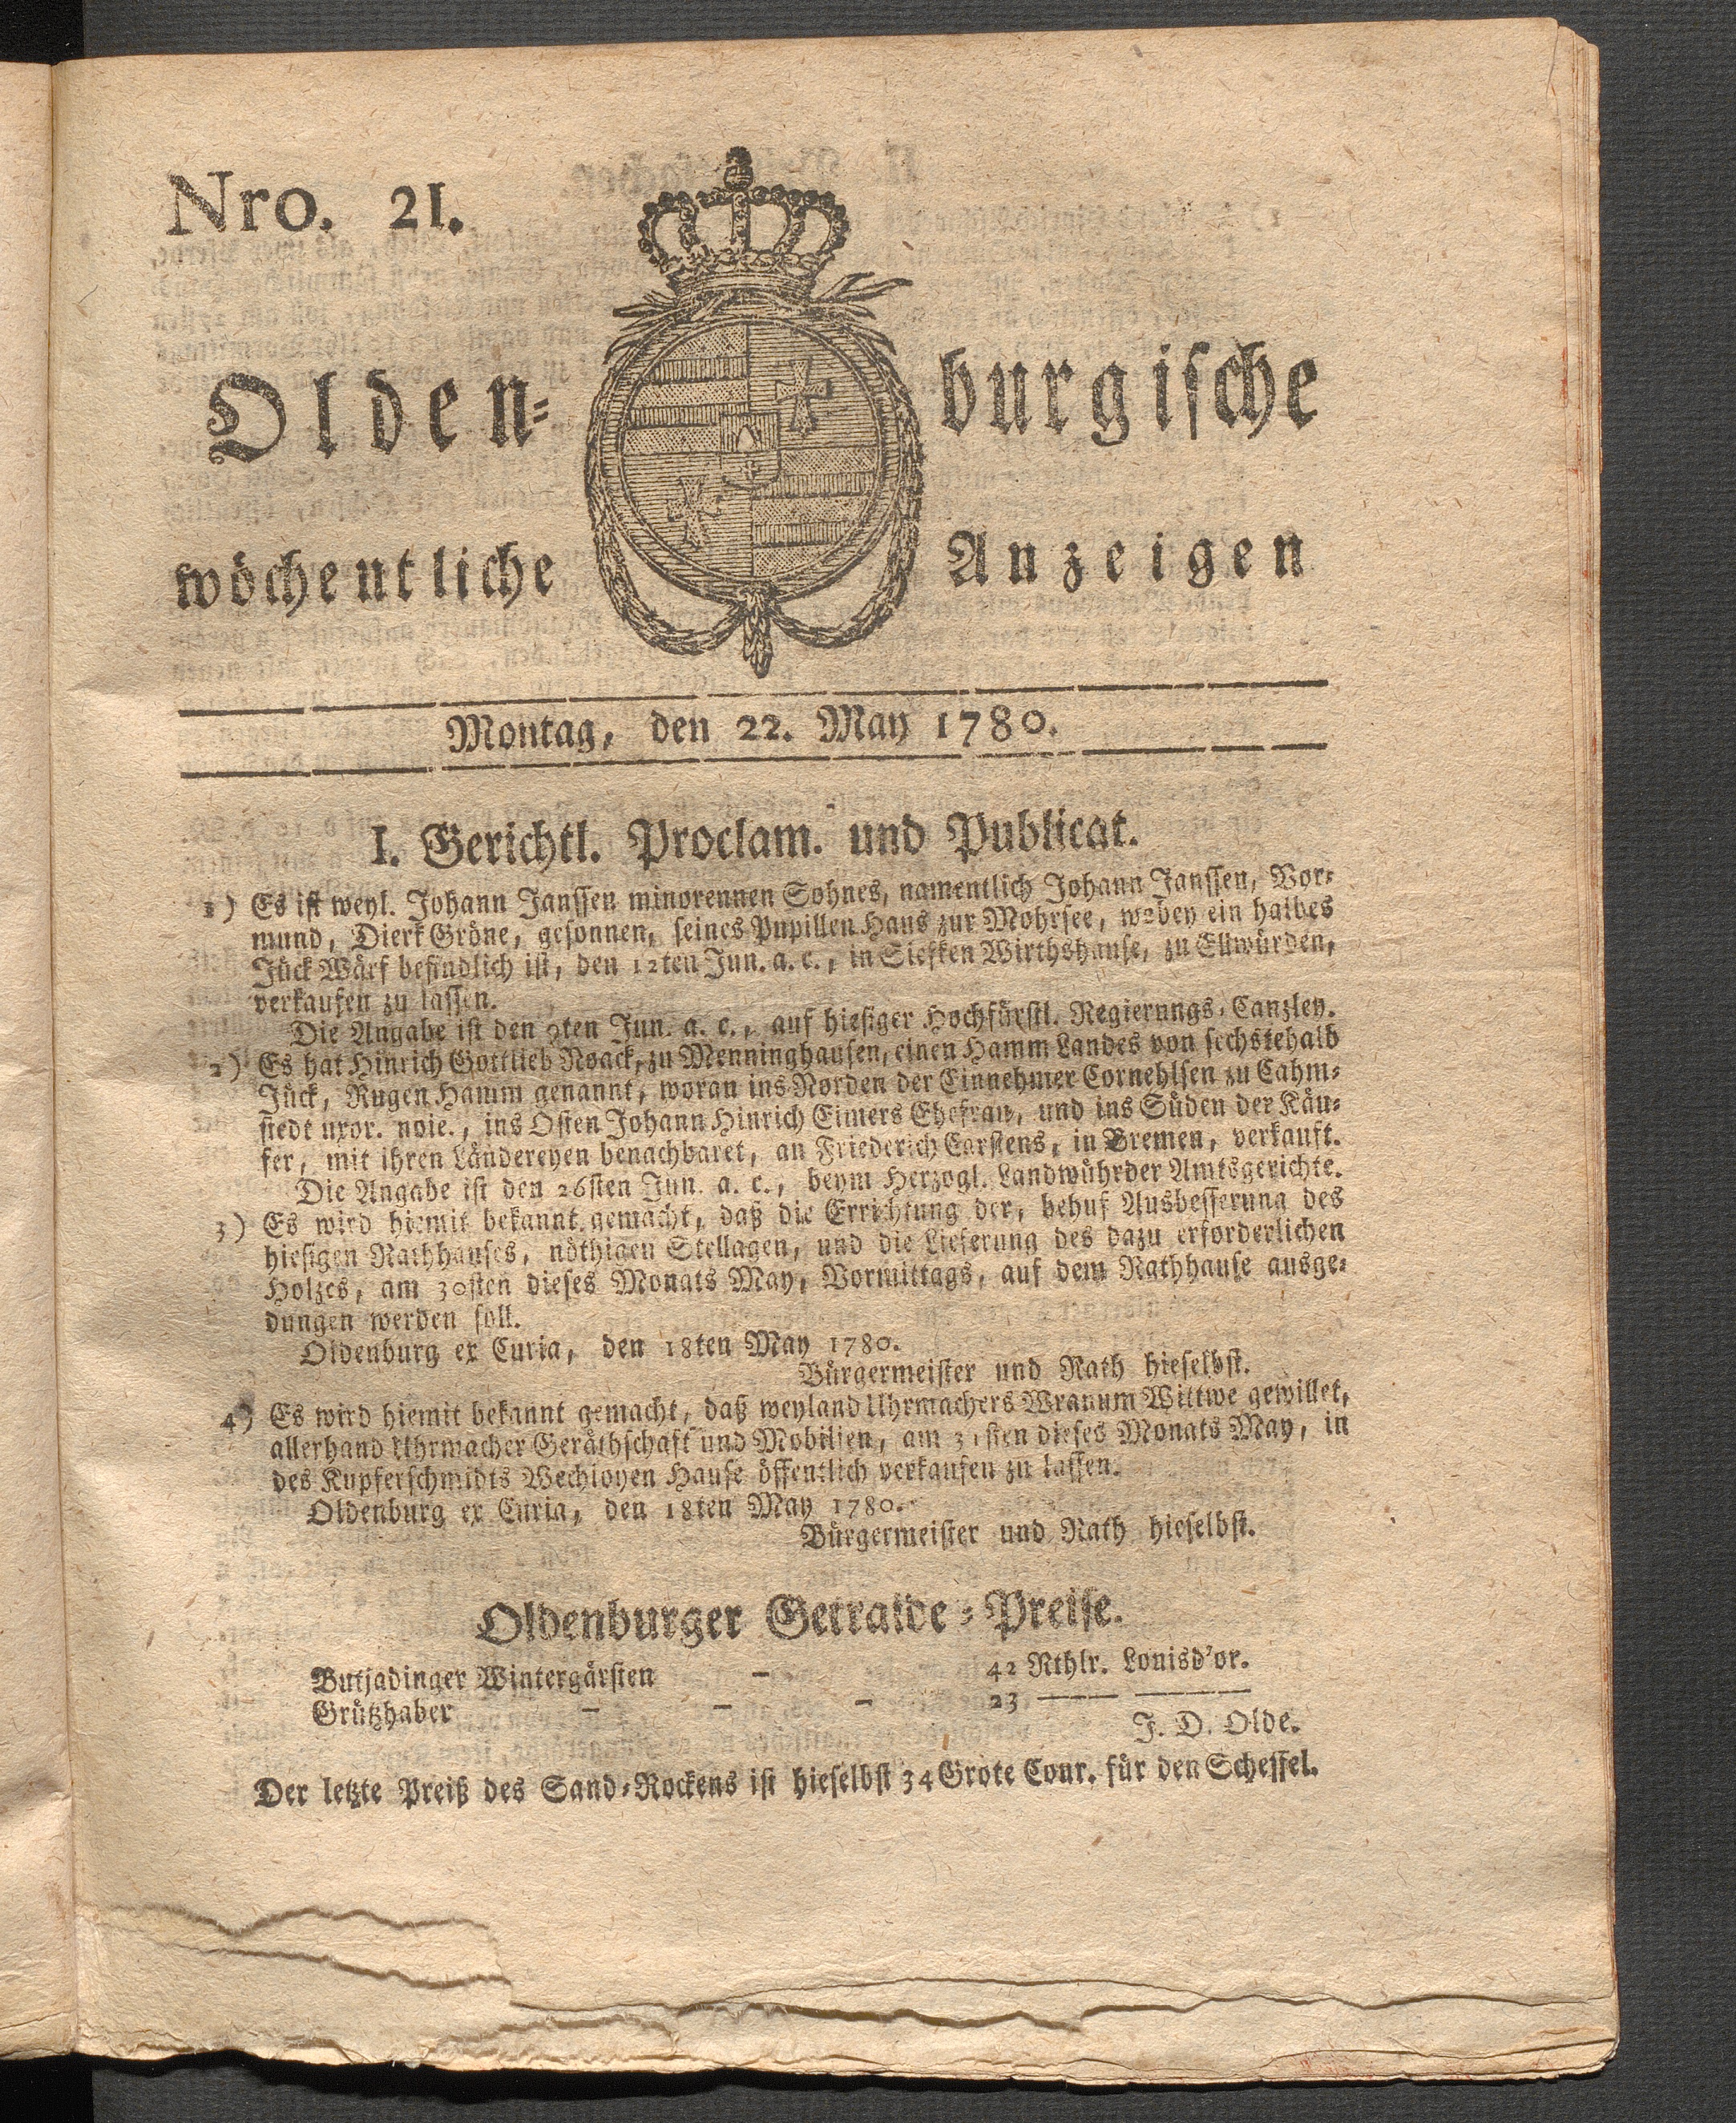 Nro. 21.
Olden- burgische
wöchentliche Anzeigen
Montag, den 22. May 1780.
I. Gerichtl. Proclam. und Publicat.
1) Es ist weyl. Johann Janssen minorennen Sohnes, namentlich Johann Janssen, Vor-
mund, Dierk Gröne, gesonnen, seines Pupillen Haus zur Mohrsee, wobey ein halbes
Jück Wärf befindlich ist, den 12ten Jun. a. c., in Siefken Wirthshause, zu Ellwürden,
verkaufen zu lassen.
Die Angabe ist den 9ten Jun. a. c., auf hiesiger Hochfürstl. Regierungs-Canzley.
2) Es hat Hinrich Gottlieb Noack, zu Menninghausen, einen Hamm Landes von sechstehalb
Jück, Rugen Hamm genannt, woran ins Norden der Einnehmer Cornehlsen zu Cahm-
stedt uxor. noie., ins Osten Johann Hinrich Eimers Ehefrau, und ins Süden der Käu-
fer, mit ihren Ländereyen benachbaret, an Friederich Carstens, in Bremen, verkauft.
Die Angabe ist den 26sten Jun. a. c., beym Herzogl. Landwührder Amtsgerichte.
3) Es wird hiemit bekannt gemacht, daß die Errichtung der, behuf Ausbesserung des
hiesigen Rathhauses, nöthigen Stellagen, und die Lieferung des dazu erforderlichen
Holzes, am 30sten dieses Monats May, Vormittags, auf dem Rathhause ausge-
dungen werden soll.
Oldenburg ex Curia, den 18ten May 1780.
Bürgermeister und Rath hieselbst.
4) Es wird hiemit bekannt gemacht, daß weyland Uhrmachers Wranum Wittwe gewillet,
allerhand Uhrmacher Geräthschaft und Mobilien, am 31sten dieses Monats May, in
des Kupferschmidts Wechloyen Hause öffentlich verkaufen zu lassen.
Oldenburg ex Curia, den 18ten May 1780.
Bürgermeister und Rath hieselbst.
Oldenburger Getraide-Preise.
Butjadinger Wintergärsten – 42 Rthlr. Louisd'or.
Grützhaber – – – 23 — —
J. D. Olde.
Der letzte Preiß des Sand-Rockens ist hieselbst 34 Grote Cour. für den Scheffel.